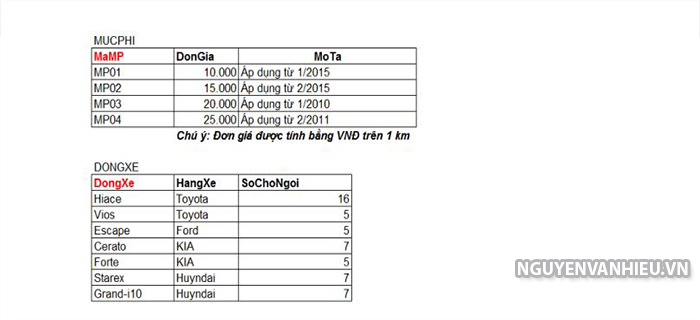 MUCPHI
MaMP DonGia MoTa
MP01 10.000 Áp dụng từ 1/2015
MP02 15.000 Áp dụng từ 2/2015
MP03 20.000 Áp dụng từ 1/2010
MP04 25.000 Áp dụng từ 2/2011
Chú ý: Đơn giá được tính bằng VNĐ trên 1 km
DONGXE
DongXe HangXe SoChoNgoi
Hiace Toyota 16
Vios Toyota 5
Escape Ford 5
Cerato KIA 7
Forte KIA 5
Starex Huyndai 7
Grand-i10 Huyndai 7
NGUYENVANHIEU.VN